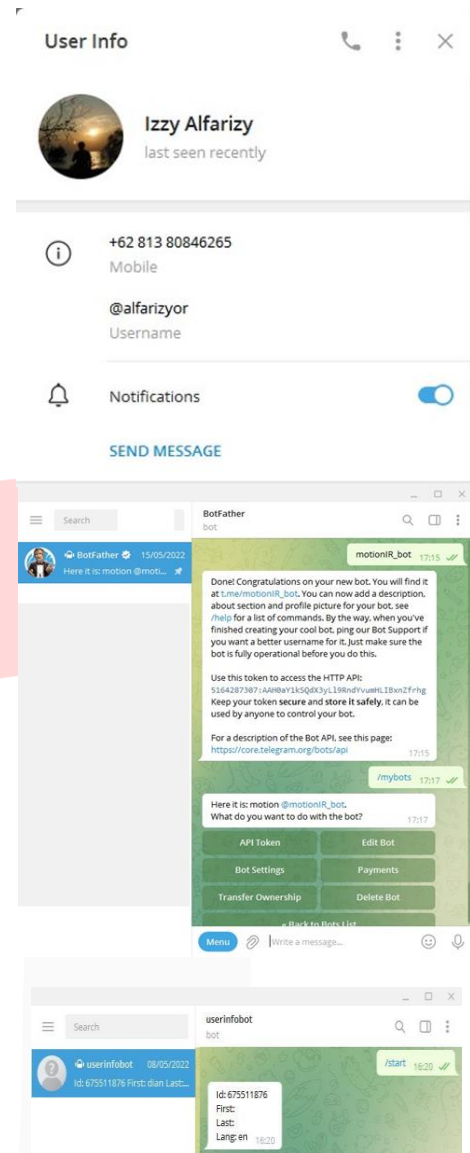 User Info
Izzy Alfarizy
last seen recently
+62 813 80846265
Mobile
@alfarizyor
Username
Notifications
SEND MESSAGE
Search
BotFather 15/05/2022
Here it is: motion @moti...
BotFather
bot
motionIR_bot 17:15
Done! Congratulations on your new bot. You will find it
at t.me/motionIR_bot. You can now add a description,
about section and profile picture for your bot, see
/help for a list of commands. By the way, when you've
finished creating your cool bot, ping our Bot Support if
you want a better username for it. Just make sure the
bot is fully operational before you do this.
Use this token to access the HTTP API:
Keep your token secure and store it safely, it can be
used by anyone to control your bot.
For a description of the Bot API, see this page:
https://core.telegram.org/bots/api 17:15
/mybots 17:17
Here it is: motion @motionIR_bot.
What do you want to do with the bot? 17:17
API Token Edit Bot
Bot Settings Payments
Transfer Ownership Delete Bot
« Back to Bots List
Menu Write a message...
Search
userinfobot 08/05/2022
Id: 675511876 First: dian Last:...
userinfobot
bot
/start 16:20
Id: 675511876
First:
Last:
Lang: en 16:20